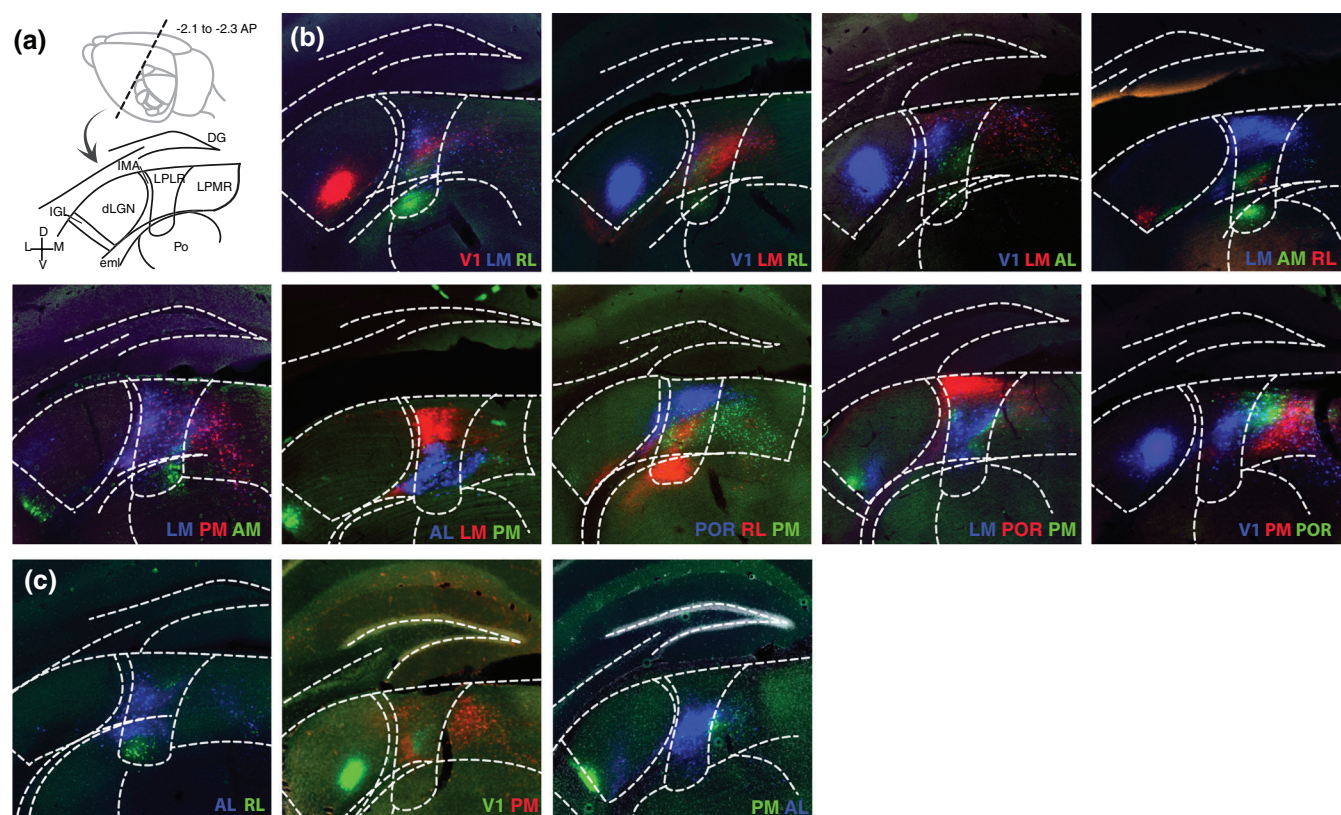 (a)
-2.1 to -2.3 AP
DG
IMA
LPLR
LPMR
IGL
dLGN
D
L M
V
eml
Po
(b)
V1 LM RL
V1 LM RL
V1 LM AL
LM AM RL
LM PM AM
AL LM PM
POR RL PM
LM POR PM
V1 PM POR
(c)
AL RL
V1 PM
PM AL